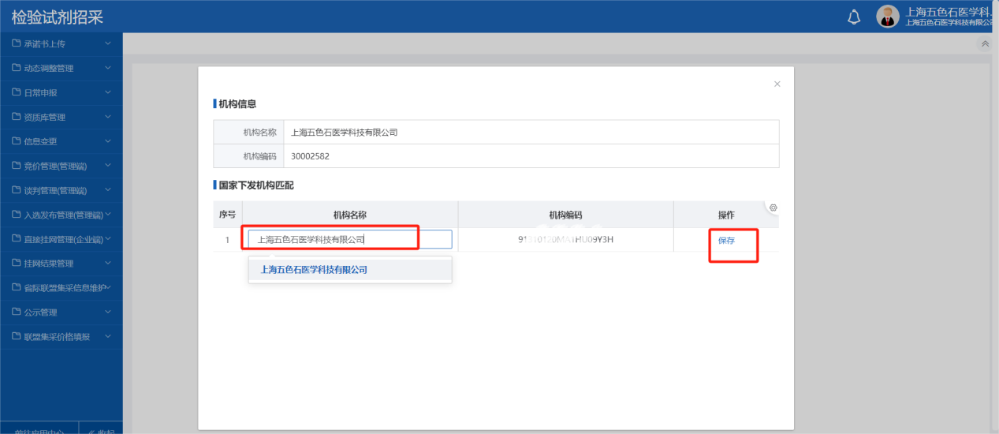 检验试剂招采
上海五色石医学科...
上海五色石医学科技有限公司
承诺书上传
动态调整管理
日常申报
资质库管理
信息变更
竞价管理(管理端)
谈判管理(管理端)
入选发布管理(管理端)
直接挂网管理(企业端)
挂网结果管理
省际联盟集采信息维护
公示管理
联盟集采价格填报
前往应用中心 收起
机构信息
机构名称 上海五色石医学科技有限公司
机构编码 30002582
国家下发机构匹配
序号 机构名称 机构编码 操作
1 上海五色石医学科技有限公司 保存
上海五色石医学科技有限公司